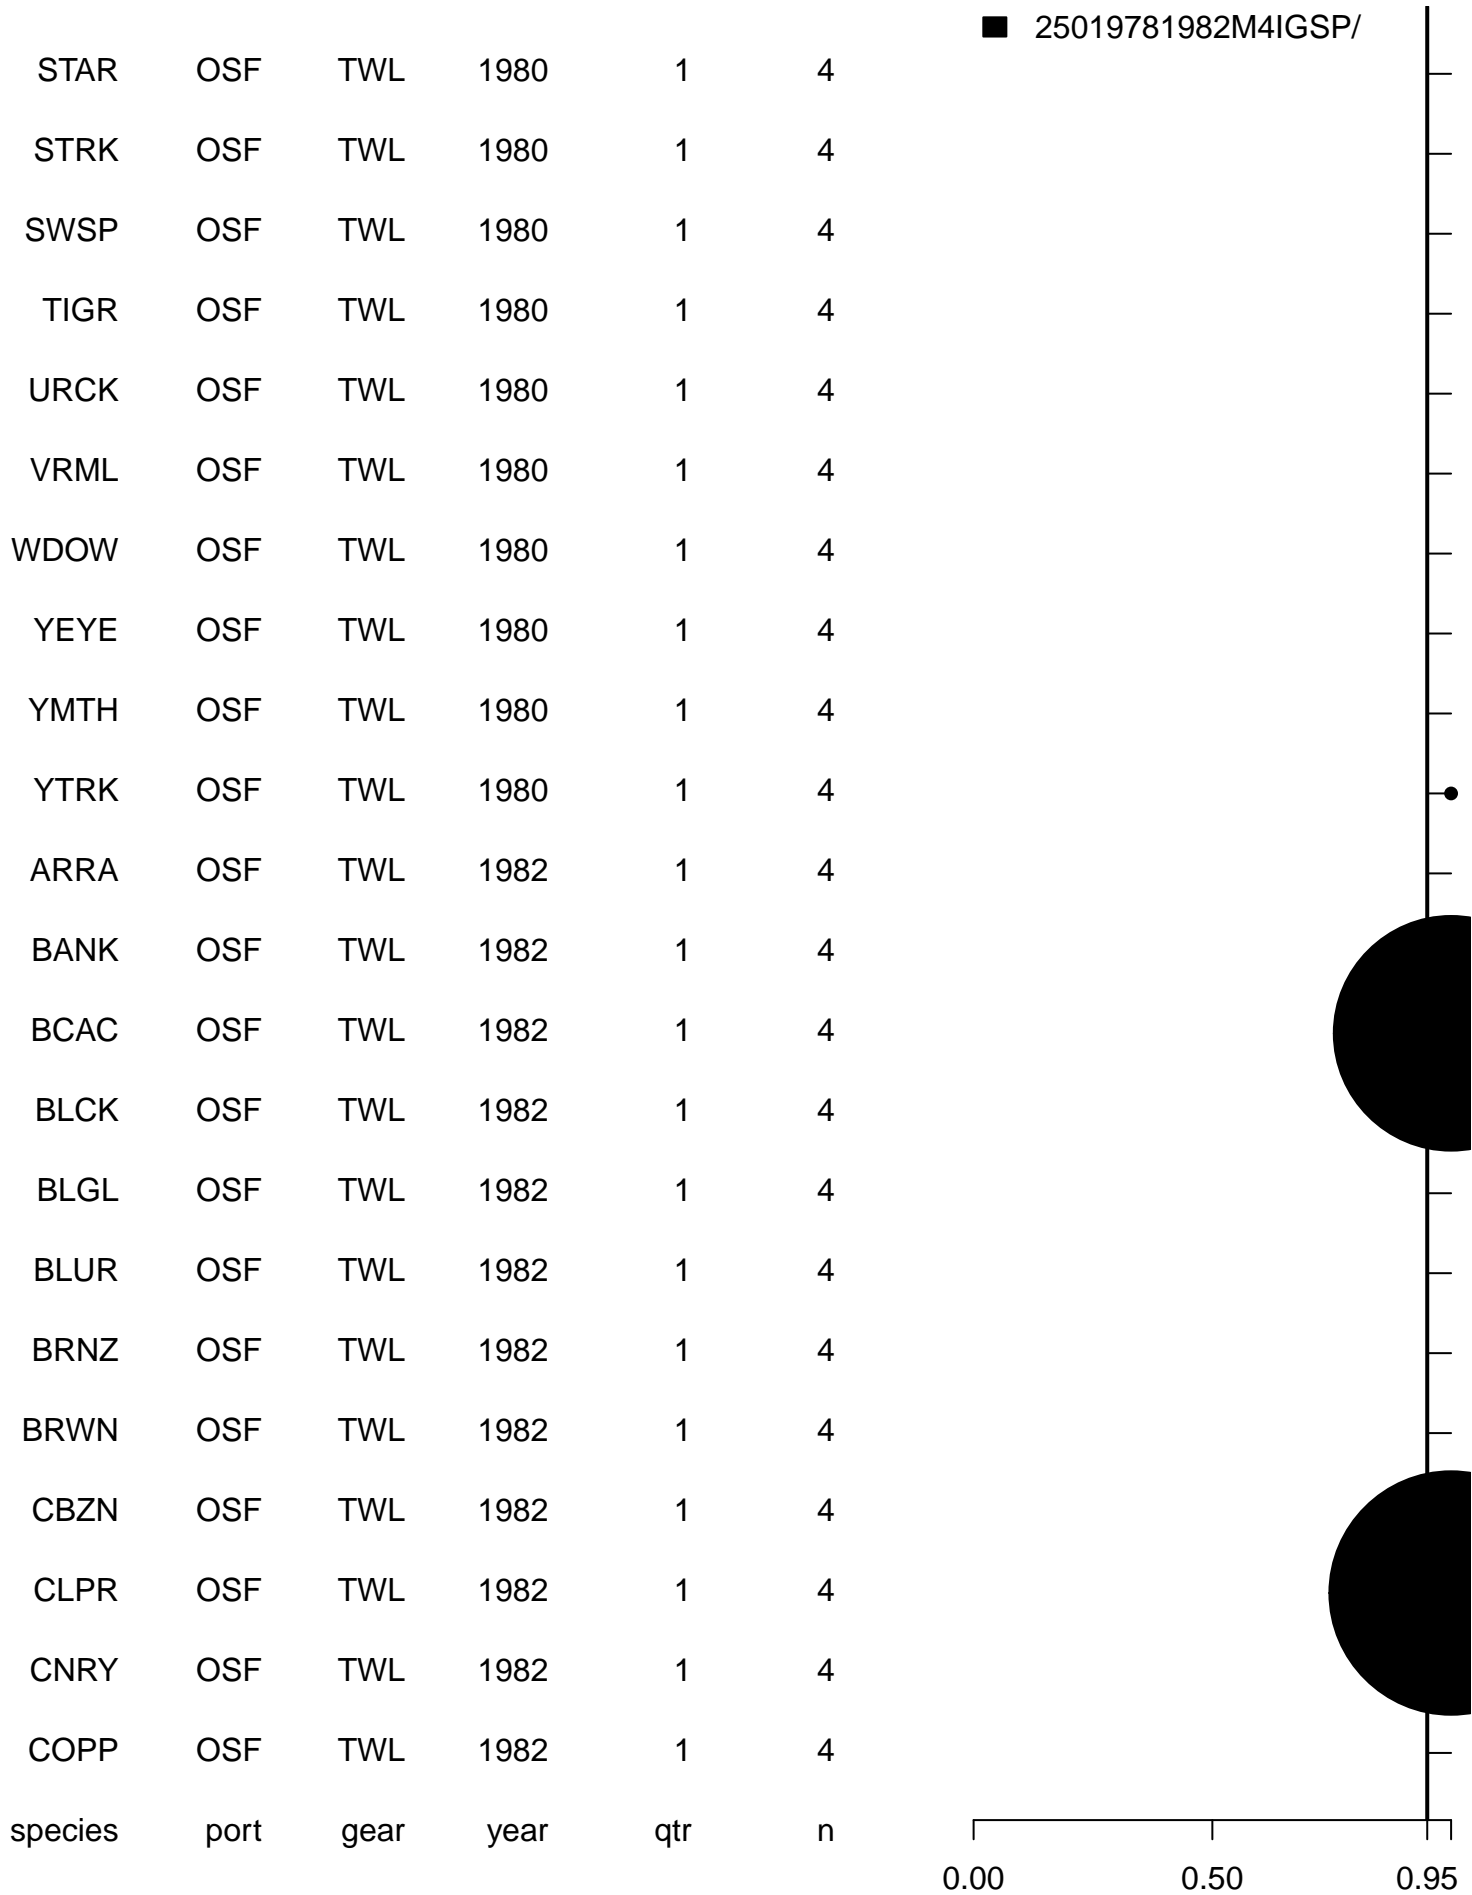 25019781982M4IGSP/
STAR OSF TWL 1980 1 4
STRK OSF TWL 1980 1 4
SWSP OSF TWL 1980 1 4
TIGR OSF TWL 1980 1 4
URCK OSF TWL 1980 1 4
VRML OSF TWL 1980 1 4
WDOW OSF TWL 1980 1 4
YEYE OSF TWL 1980 1 4
YMTH OSF TWL 1980 1 4
YTRK OSF TWL 1980 1 4
ARRA OSF TWL 1982 1 4
BANK OSF TWL 1982 1 4
BCAC OSF TWL 1982 1 4
BLCK OSF TWL 1982 1 4
BLGL OSF TWL 1982 1 4
BLUR OSF TWL 1982 1 4
BRNZ OSF TWL 1982 1 4
BRWN OSF TWL 1982 1 4
CBZN OSF TWL 1982 1 4
CLPR OSF TWL 1982 1 4
CNRY OSF TWL 1982 1 4
COPP OSF TWL 1982 1 4
species port gear year qtr n
0.00 0.50 0.95